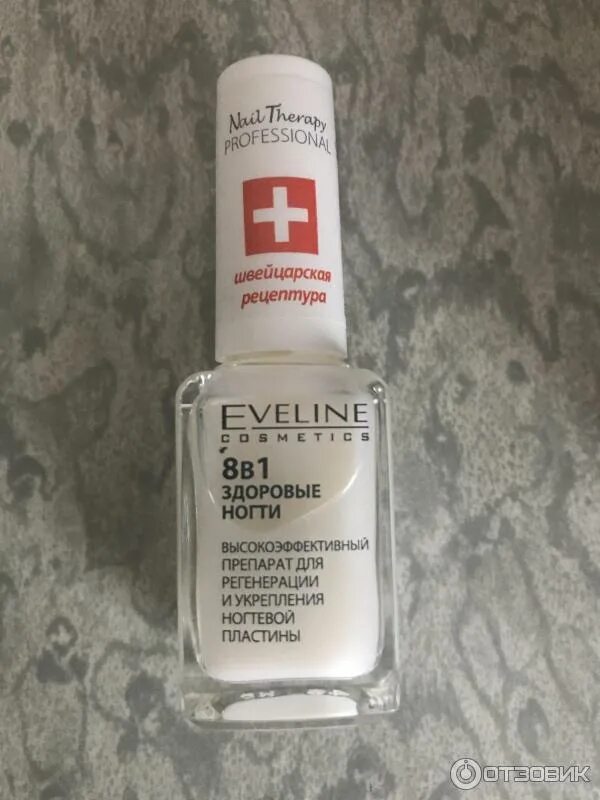 Nail Therapy
PROFESSIONAL
швейцарская
рецептура
EVELINE
COSMETICS
8В1
ЗДОРОВЫЕ
НОГТИ
ВЫСОКОЭФФЕКТИВНЫЙ
ПРЕПАРАТ ДЛЯ
РЕГЕНЕРАЦИИ
И УКРЕПЛЕНИЯ
НОГТЕВОЙ
ПЛАСТИНЫ
ОТЗОВИК